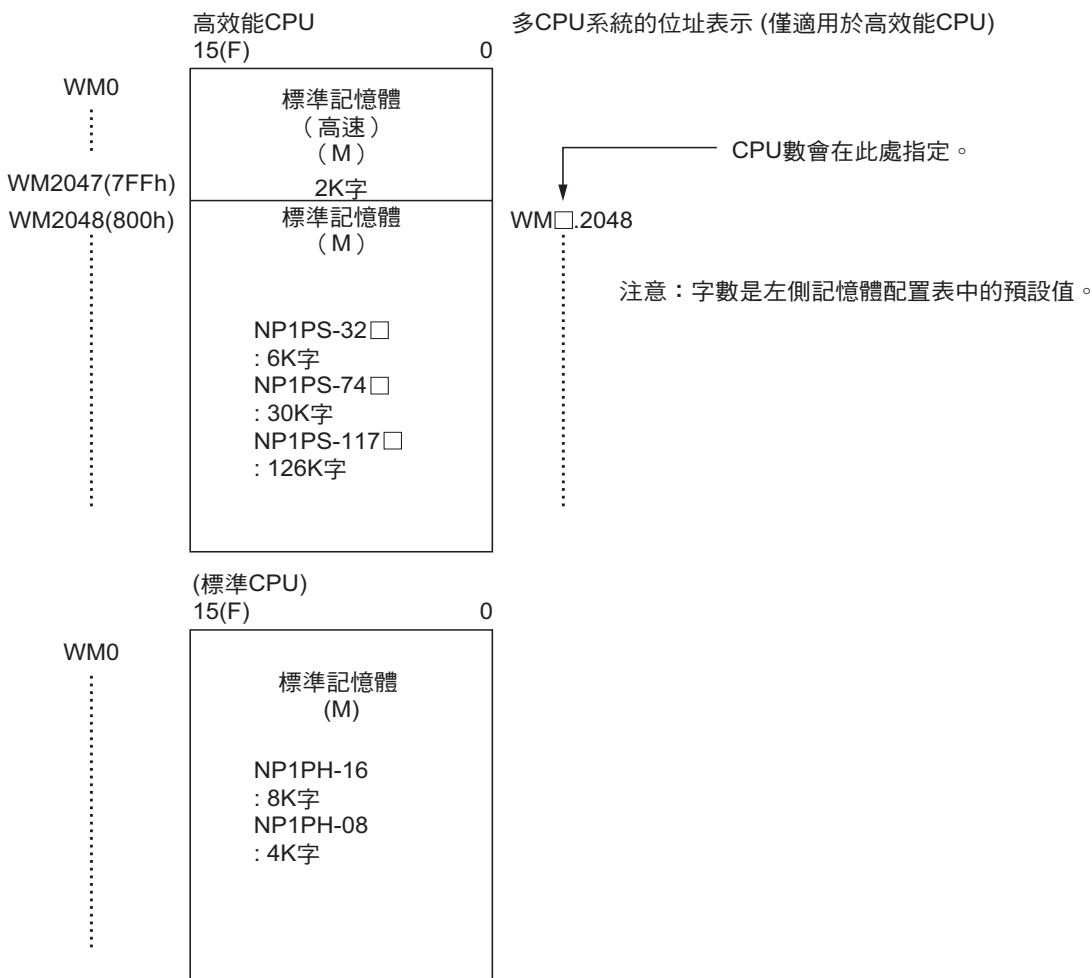 高效能CPU
多CPU系統的位址表示 (僅適用於高效能CPU)
15(F) 0
WM0
標準記憶體
（高速）
（M）
2K字
CPU數會在此處指定。
WM2047(7FFh)
WM2048(800h)
標準記憶體
（M）
WM□.2048
注意：字數是左側記憶體配置表中的預設值。
NP1PS-32□
: 6K字
NP1PS-74□
: 30K字
NP1PS-117□
: 126K字
(標準CPU)
15(F) 0
WM0
標準記憶體
(M)
NP1PH-16
: 8K字
NP1PH-08
: 4K字